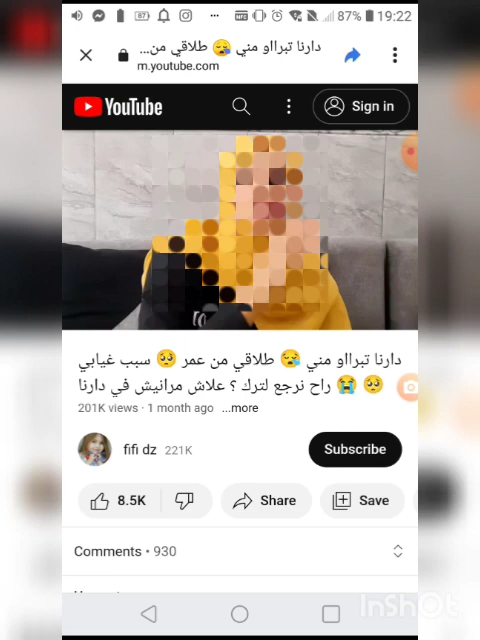 87% 19:22
دارنا تبرااو مني 😪 طلاقي من...
m.youtube.com
YouTube
Sign in
دارنا تبرااو مني 😪 طلاقي من عمر 🥺 سبب غيابي
🥺 😭 راح نرجع لترك ؟ علاش مرانيش في دارنا
201K views · 1 month ago ...more
fifi dz 221K
Subscribe
8.5K
Share
Save
Comments • 930
InShOt